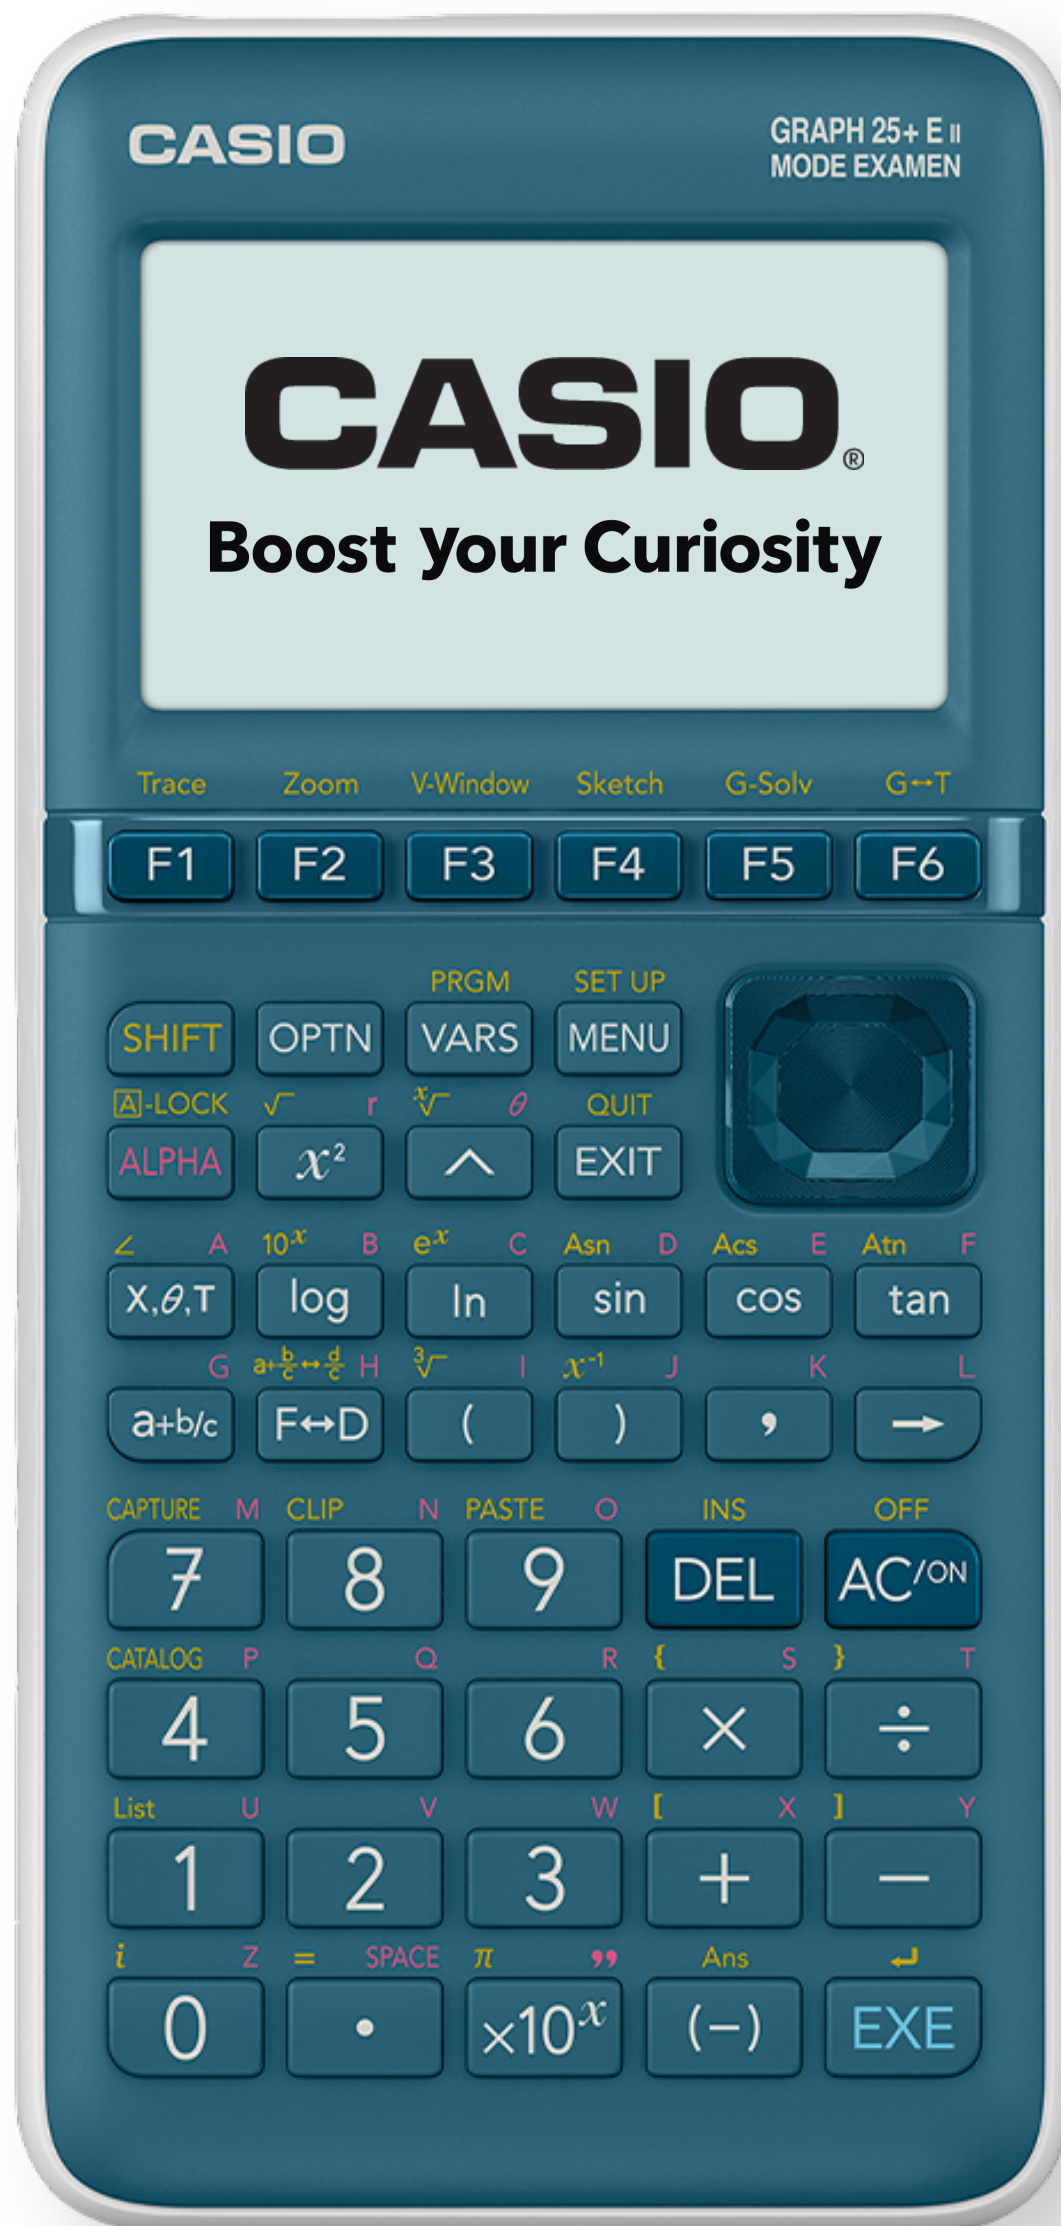 CASIO
GRAPH 25+ E II
MODE EXAMEN
CASIO®
Boost your Curiosity
Trace Zoom V-Window Sketch G-Solv G↔T
F1 F2 F3 F4 F5 F6
PRGM SET UP
SHIFT OPTN VARS MENU
A-LOCK √ r ˣ√ θ QUIT
ALPHA x² ^ EXIT
∠ A 10ˣ B eˣ C Asn D Acs E Atn F
X,θ,T log ln sin cos tan
G a+b/c↔d/c H ³√ I x⁻¹ J K L
a+b/c F↔D ( ) , →
CAPTURE M CLIP N PASTE O INS OFF
7 8 9 DEL AC/ON
CATALOG P Q R { S } T
4 5 6 × ÷
List U V W [ X ] Y
1 2 3 + −
i Z = SPACE π ” Ans ↵
0 • ×10ˣ (−) EXE